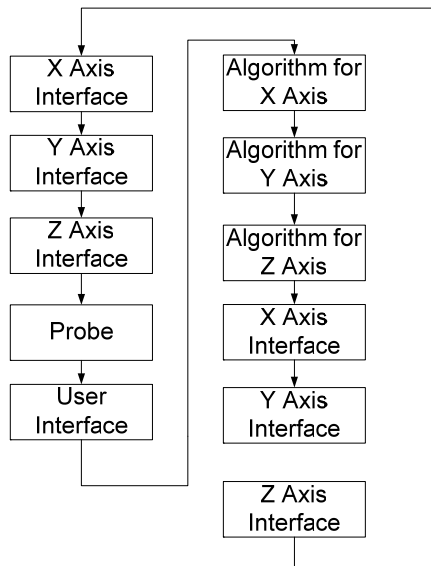 X Axis
Interface
Y Axis
Interface
Z Axis
Interface
Probe
User
Interface
Algorithm for
X Axis
Algorithm for
Y Axis
Algorithm for
Z Axis
X Axis
Interface
Y Axis
Interface
Z Axis
Interface